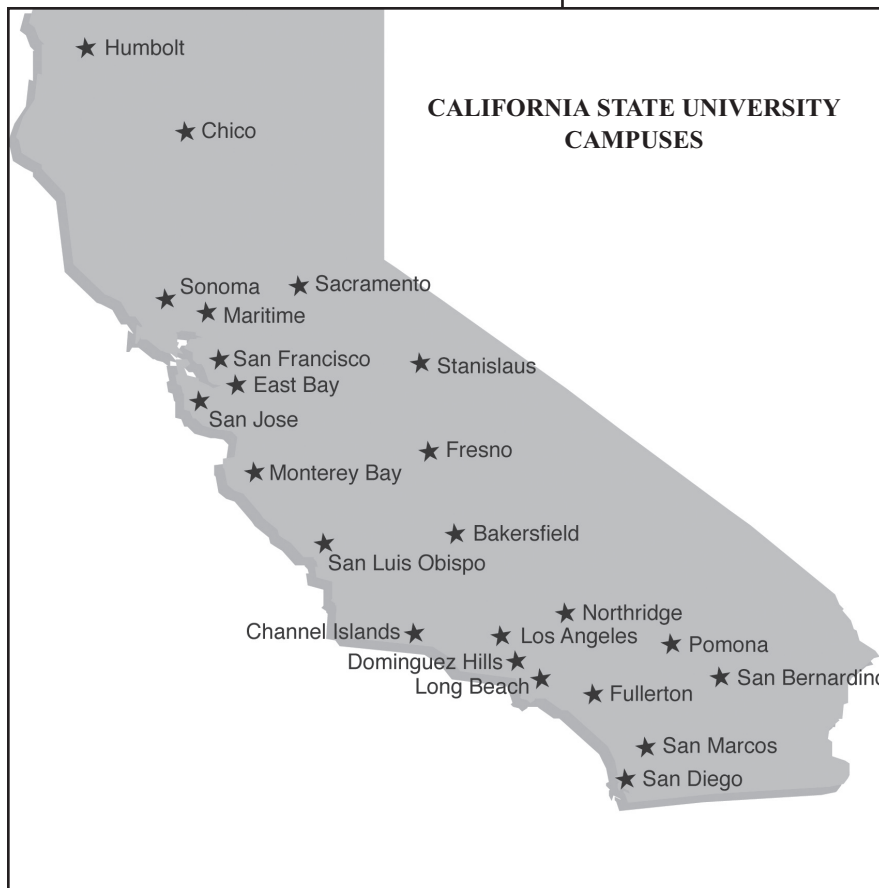 CALIFORNIA STATE UNIVERSITY
CAMPUSES
Humbolt
Chico
Sonoma
Sacramento
Maritime
San Francisco
Stanislaus
East Bay
San Jose
Fresno
Monterey Bay
Bakersfield
San Luis Obispo
Northridge
Channel Islands
Los Angeles
Pomona
Dominguez Hills
San Bernardino
Long Beach
Fullerton
San Marcos
San Diego